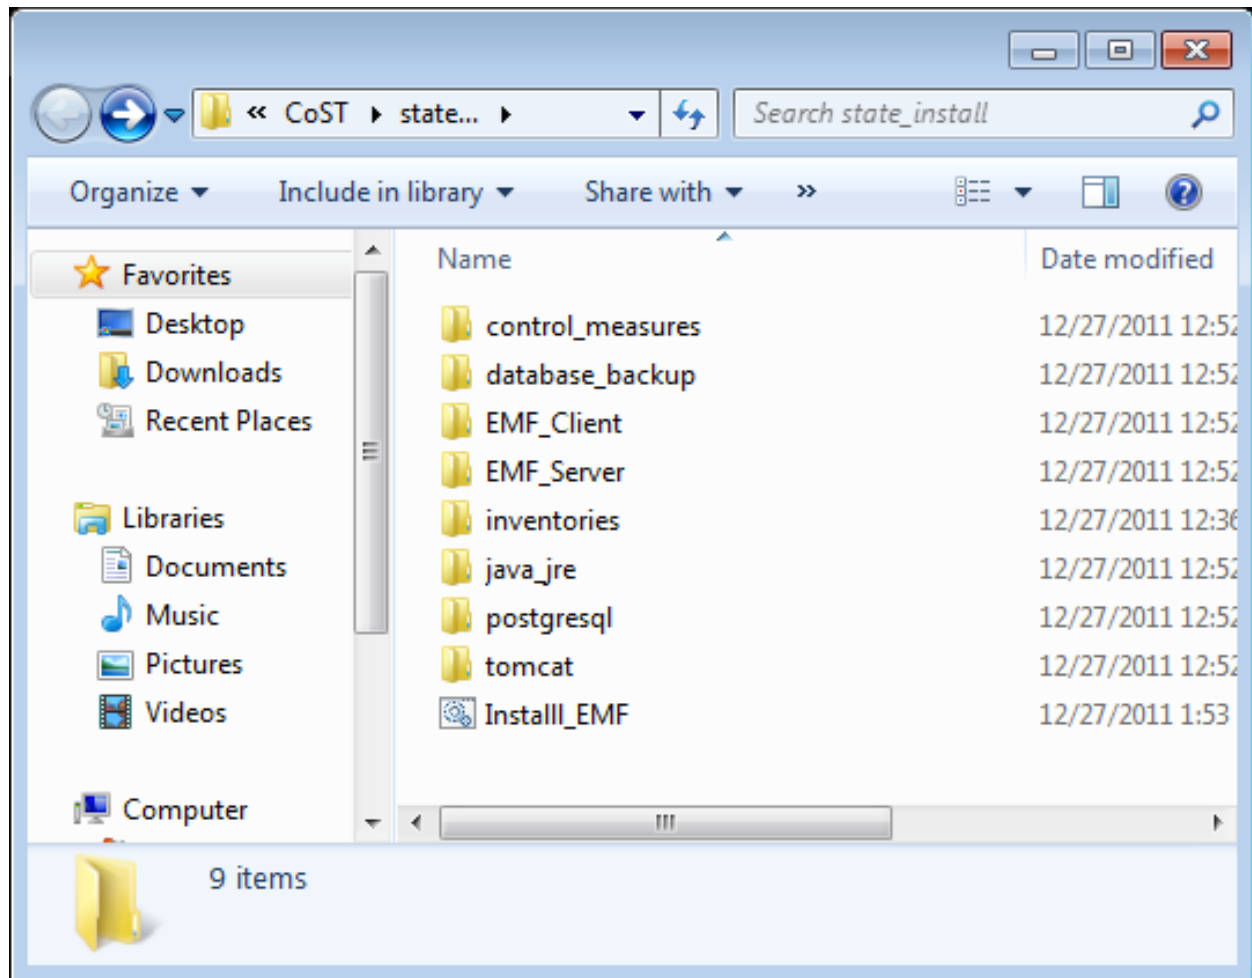 « CoST ▸ state... ▸
Search state_install
Organize Include in library Share with »
Favorites
Desktop
Downloads
Recent Places
Libraries
Documents
Music
Pictures
Videos
Computer
Name Date modified
control_measures 12/27/2011 12:52
database_backup 12/27/2011 12:52
EMF_Client 12/27/2011 12:52
EMF_Server 12/27/2011 12:52
inventories 12/27/2011 12:36
java_jre 12/27/2011 12:52
postgresql 12/27/2011 12:52
tomcat 12/27/2011 12:52
Installl_EMF 12/27/2011 1:53
9 items